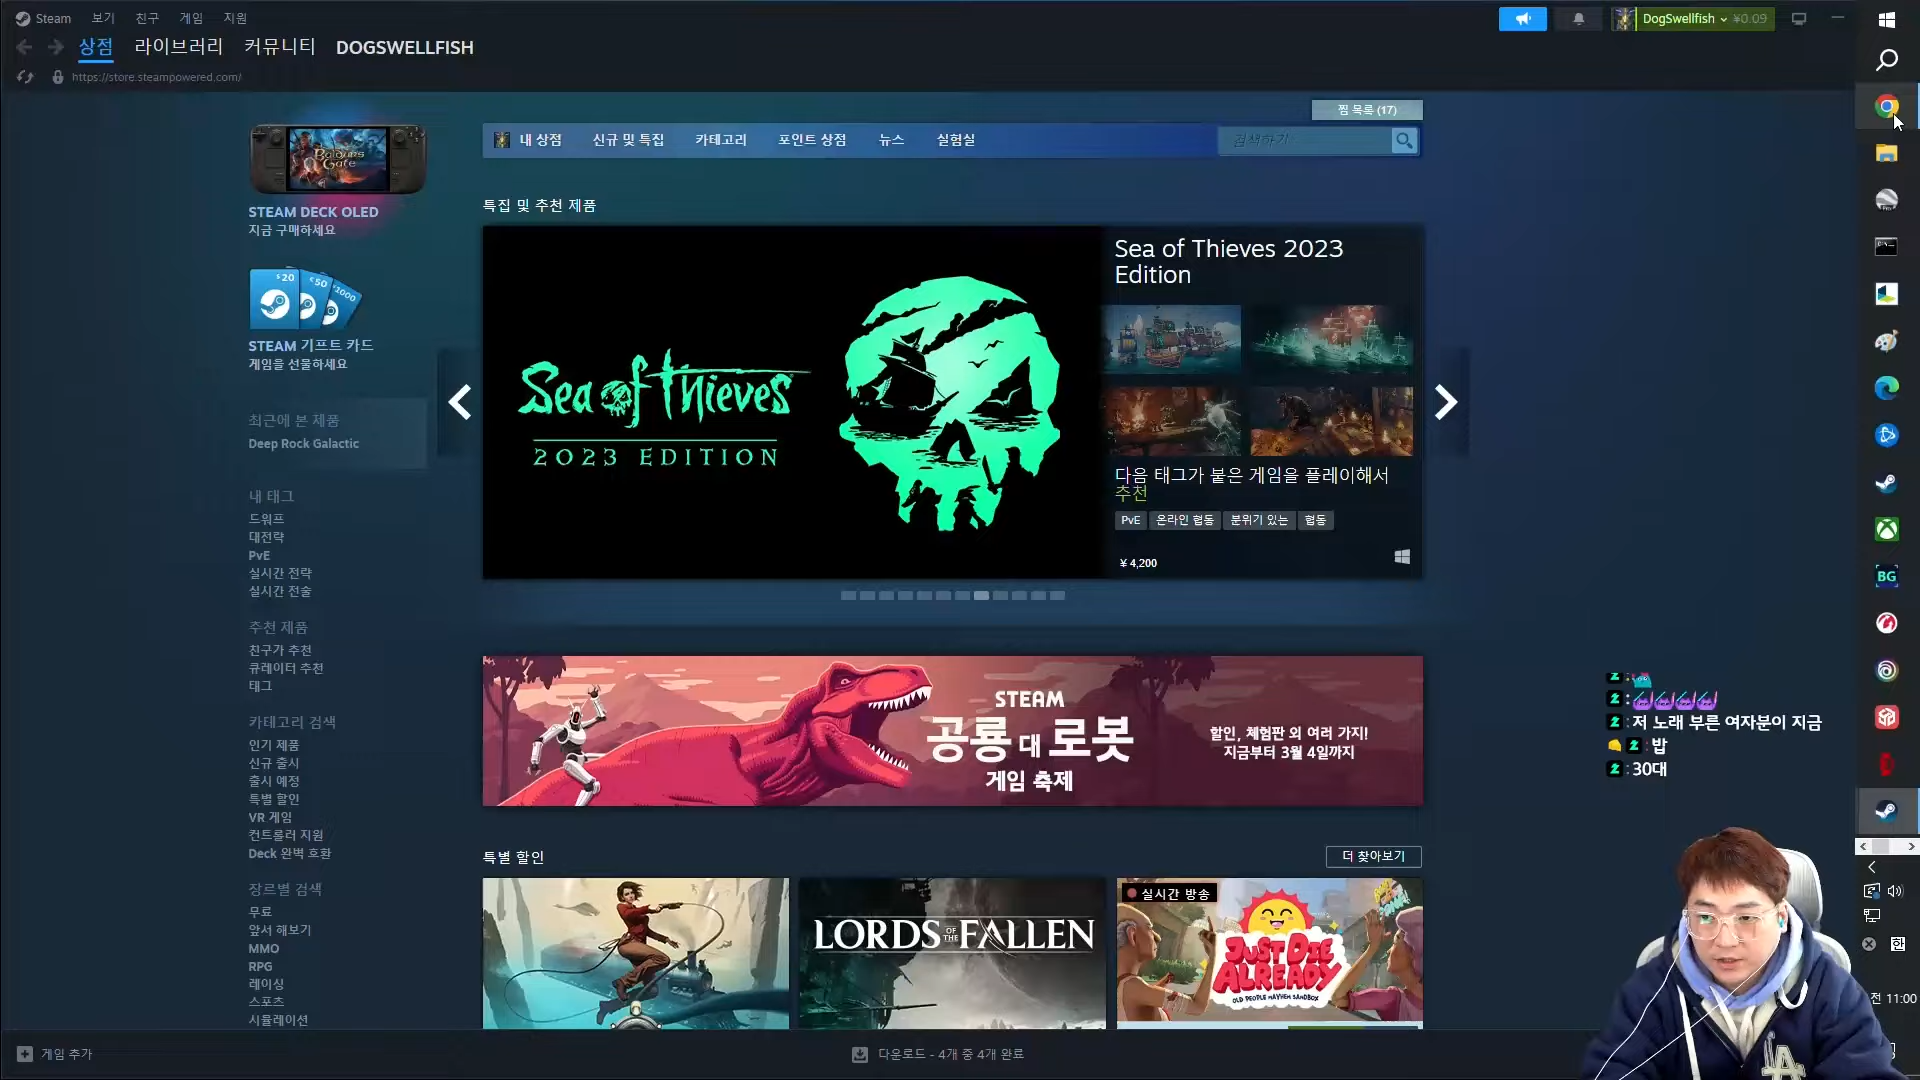 Steam 보기 친구 게임 지원
DogSwellfish ¥0.09
상점 라이브러리 커뮤니티 DOGSWELLFISH
https://store.steampowered.com/
찜 목록 (17)
내 상점 신규 및 특집 카테고리 포인트 상점 뉴스 실험실
검색하기
Baldur's Gate
STEAM DECK OLED
지금 구매하세요
$20 €50 ¥1000
STEAM 기프트 카드
게임을 선물하세요
최근에 본 제품
Deep Rock Galactic
내 태그
드워프
대전략
PvE
실시간 전략
실시간 전술
추천 제품
친구가 추천
큐레이터 추천
태그
카테고리 검색
인기 제품
신규 출시
출시 예정
특별 할인
VR 게임
컨트롤러 지원
Deck 완벽 호환
장르별 검색
무료
앞서 해보기
MMO
RPG
레이싱
스포츠
시뮬레이션
특집 및 추천 제품
Sea of Thieves
2023 EDITION
Sea of Thieves 2023
Edition
다음 태그가 붙은 게임을 플레이해서
추천
PvE 온라인 협동 분위기 있는 협동
¥ 4,200
STEAM
공룡 대 로봇
게임 축제
할인, 체험판 외 여러 가지!
지금부터 3월 4일까지
특별 할인
더 찾아보기
LORDS OF THE FALLEN
실시간 방송
JUST DIE
ALREADY
OLD PEOPLE MAYHEM SANDBOX
: 저 노래 부른 여자분이 지금
: 밥
: 30대
BG
한
전 11:00
LA
게임 추가
다운로드 - 4개 중 4개 완료